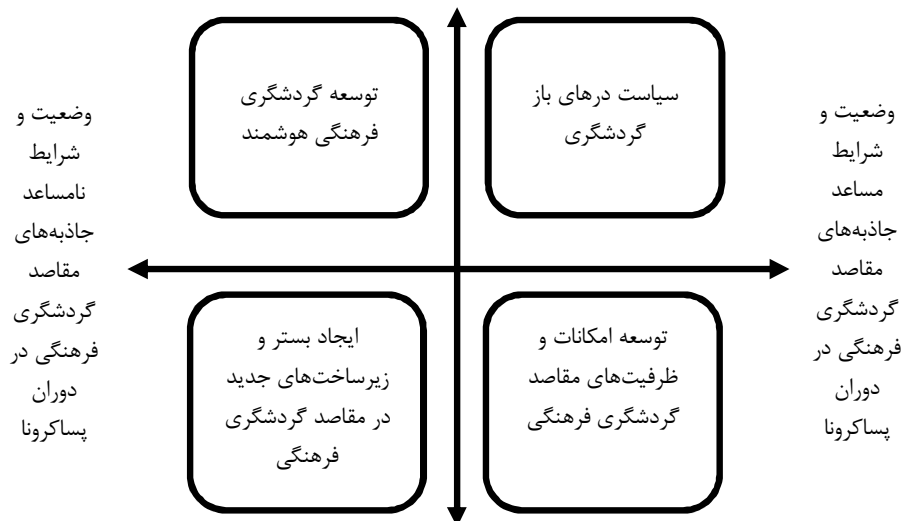 وضعیت و
شرایط
مساعد
جاذبه‌های
مقاصد
گردشگری
فرهنگی در
دوران
پساکرونا
سیاست درهای باز
گردشگری
توسعه گردشگری
فرهنگی هوشمند
توسعه امکانات و
ظرفیت‌های مقاصد
گردشگری فرهنگی
ایجاد بستر و
زیرساخت‌های جدید
در مقاصد گردشگری
فرهنگی
وضعیت و
شرایط
نامساعد
جاذبه‌های
مقاصد
گردشگری
فرهنگی در
دوران
پساکرونا